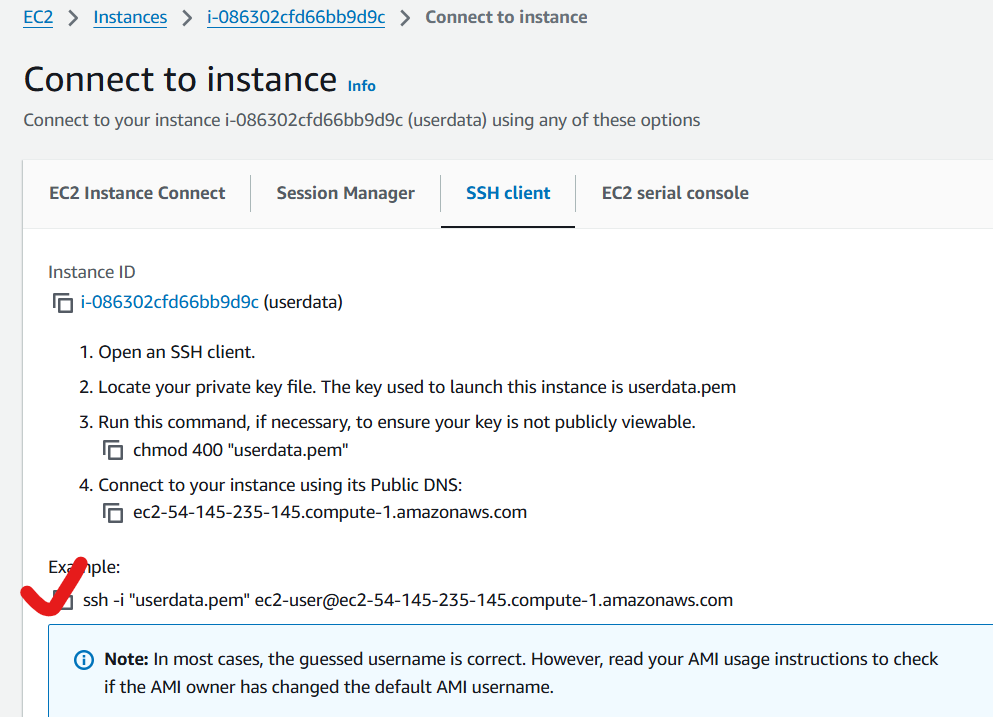 EC2 > Instances > i-086302cfd66bb9d9c > Connect to instance
Connect to instance Info
Connect to your instance i-086302cfd66bb9d9c (userdata) using any of these options
EC2 Instance Connect Session Manager SSH client EC2 serial console
Instance ID
i-086302cfd66bb9d9c (userdata)
1. Open an SSH client.
2. Locate your private key file. The key used to launch this instance is userdata.pem
3. Run this command, if necessary, to ensure your key is not publicly viewable.
chmod 400 "userdata.pem"
4. Connect to your instance using its Public DNS:
ec2-54-145-235-145.compute-1.amazonaws.com
Example:
ssh -i "userdata.pem" ec2-user@ec2-54-145-235-145.compute-1.amazonaws.com
Note: In most cases, the guessed username is correct. However, read your AMI usage instructions to check
if the AMI owner has changed the default AMI username.